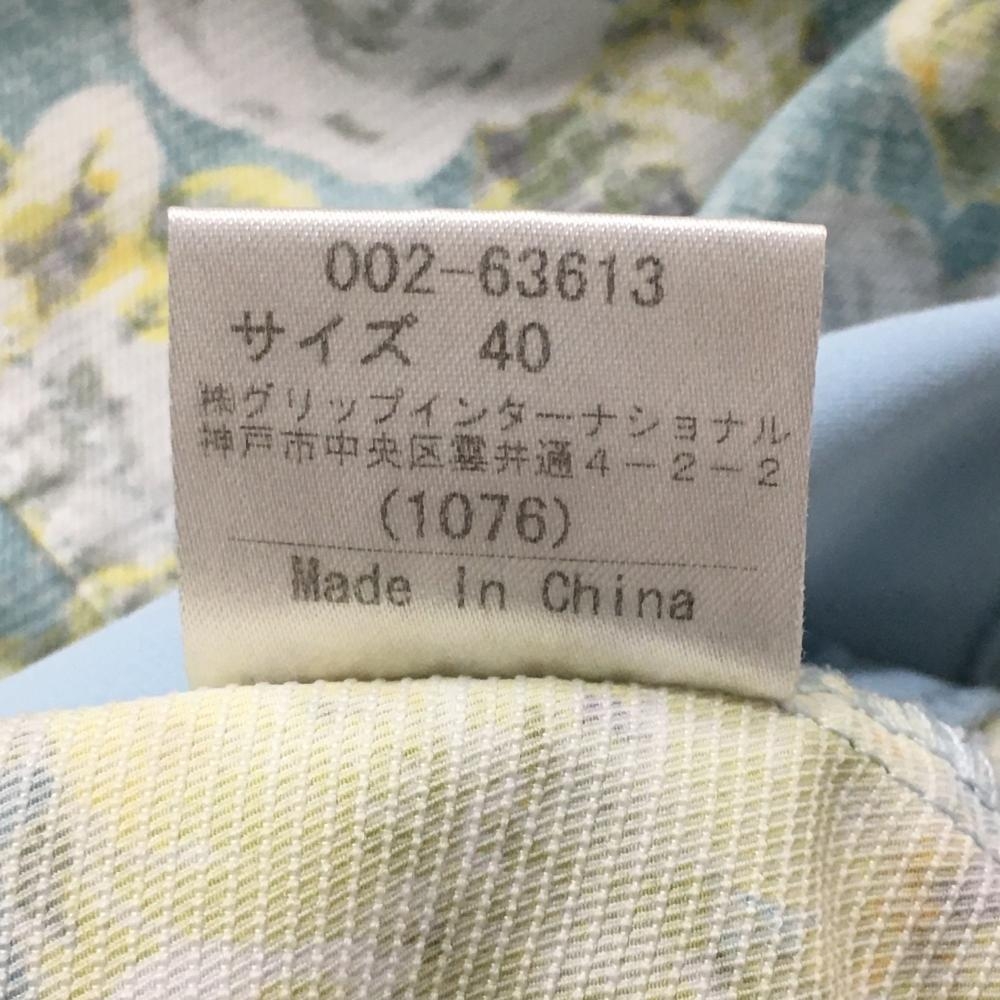 002-63613
サイズ 40
㈱グリップインターナショナル
神戸市中央区雲井通4-2-2
(1076)
Made in China